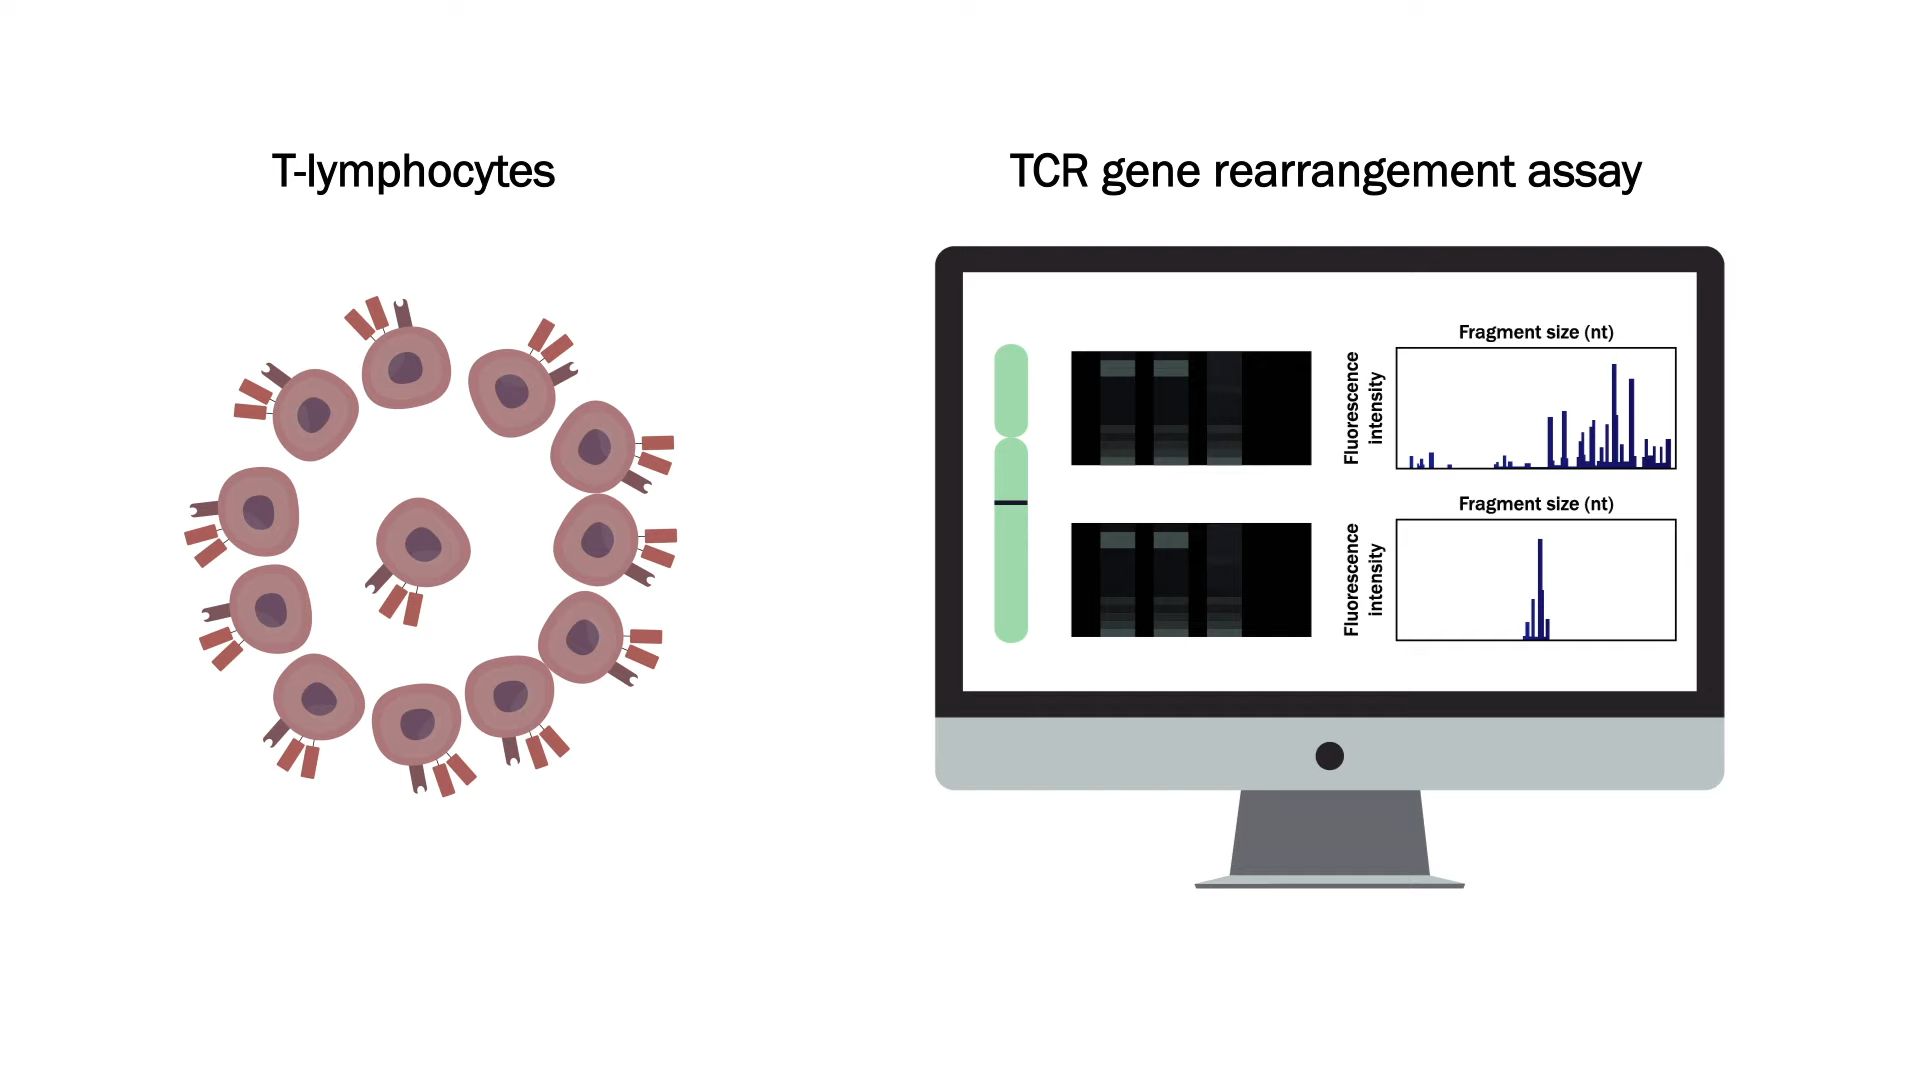 T-lymphocytes
TCR gene rearrangement assay
Fragment size (nt)
Fluorescence
intensity
Fragment size (nt)
Fluorescence
intensity